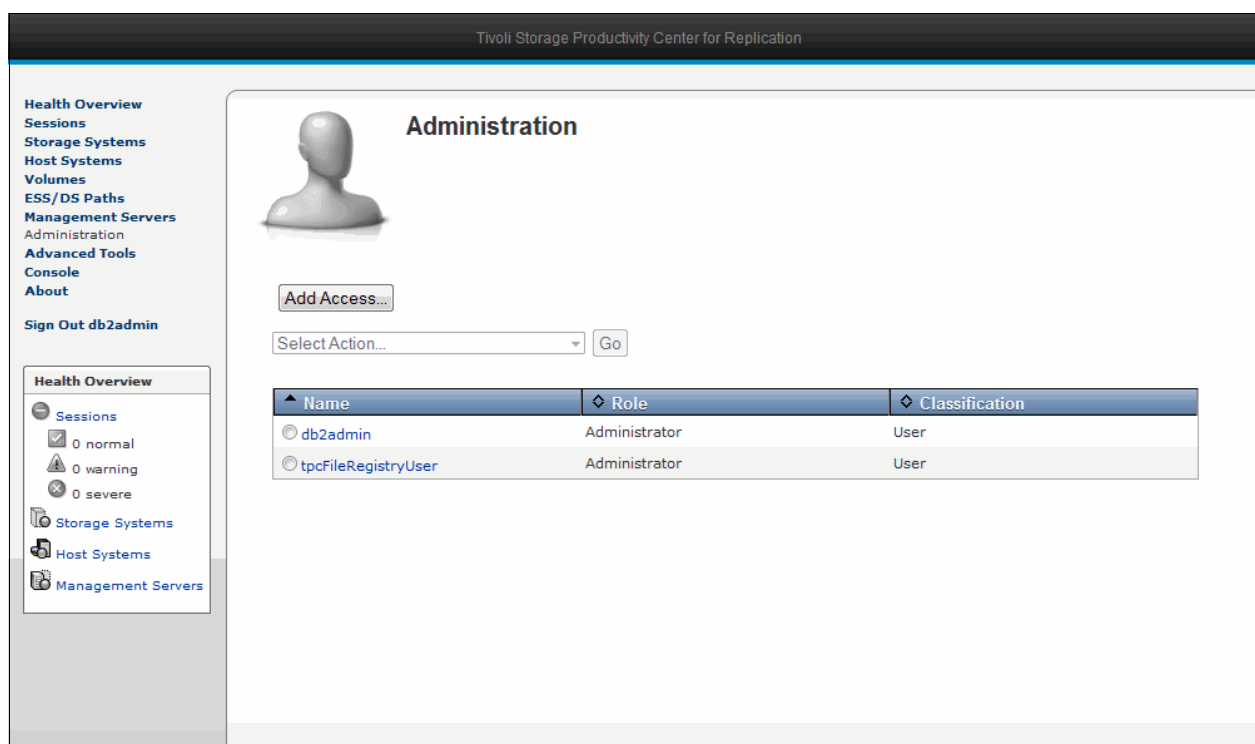 Tivoli Storage Productivity Center for Replication
Health Overview
Sessions
Storage Systems
Host Systems
Volumes
ESS/DS Paths
Management Servers
Administration
Advanced Tools
Console
About
Sign Out db2admin
Health Overview
Sessions
0 normal
0 warning
0 severe
Storage Systems
Host Systems
Management Servers
Administration
Add Access...
Select Action... Go
Name Role Classification
db2admin Administrator User
tpcFileRegistryUser Administrator User